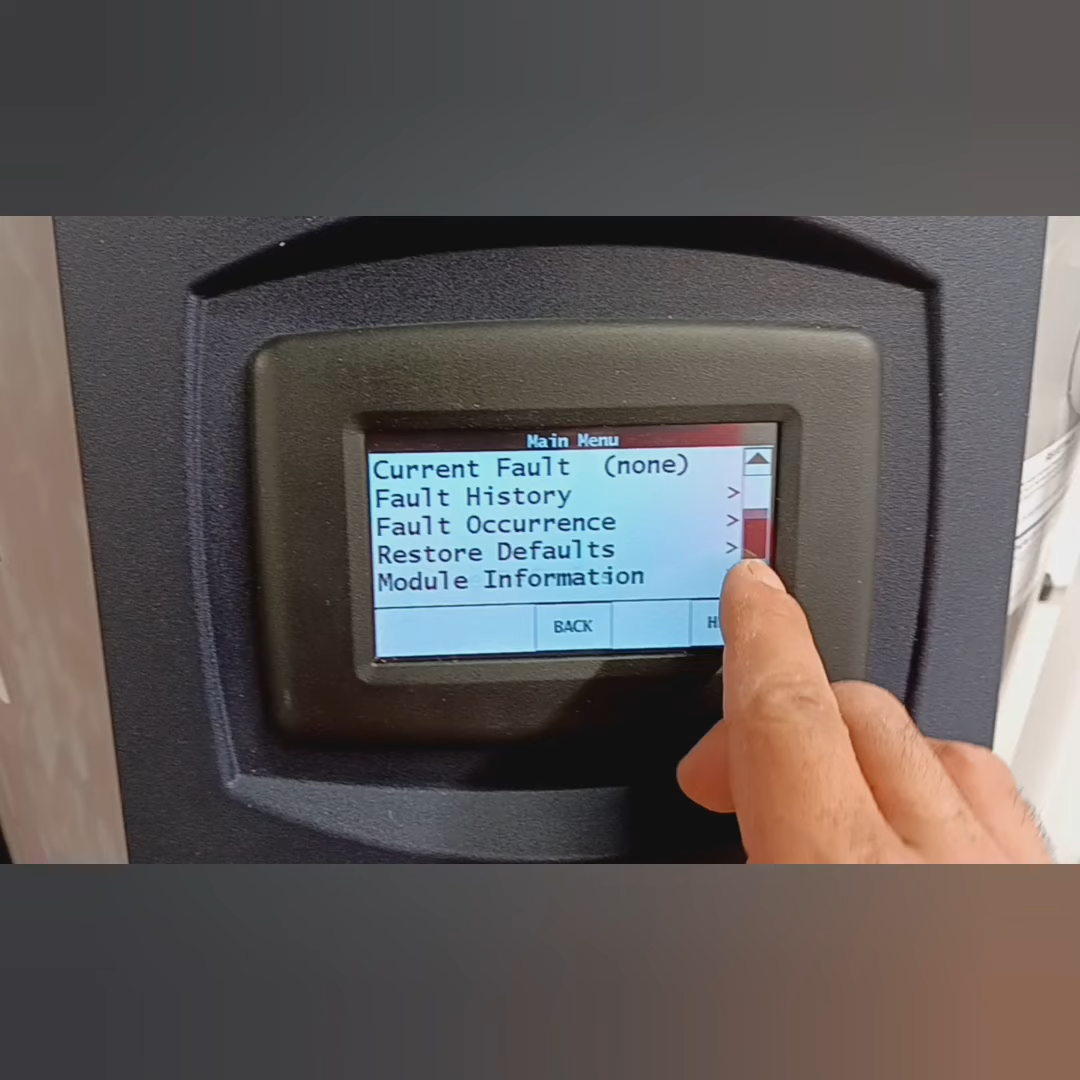 Main Menu
Current Fault (none)
Fault History >
Fault Occurrence >
Restore Defaults >
Module Information
BACK